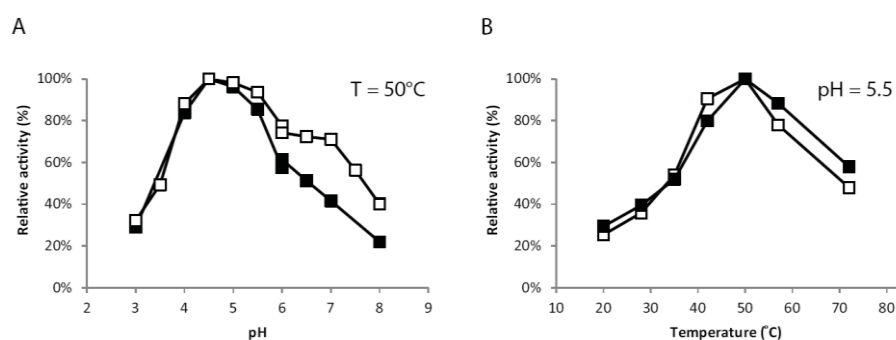 A
T = 50°C
Relative activity (%)
100%
80%
60%
40%
20%
0%
2 3 4 5 6 7 8 9
pH
B
pH = 5.5
Relative activity (%)
100%
80%
60%
40%
20%
0%
10 20 30 40 50 60 70 80
Temperature (˚C)